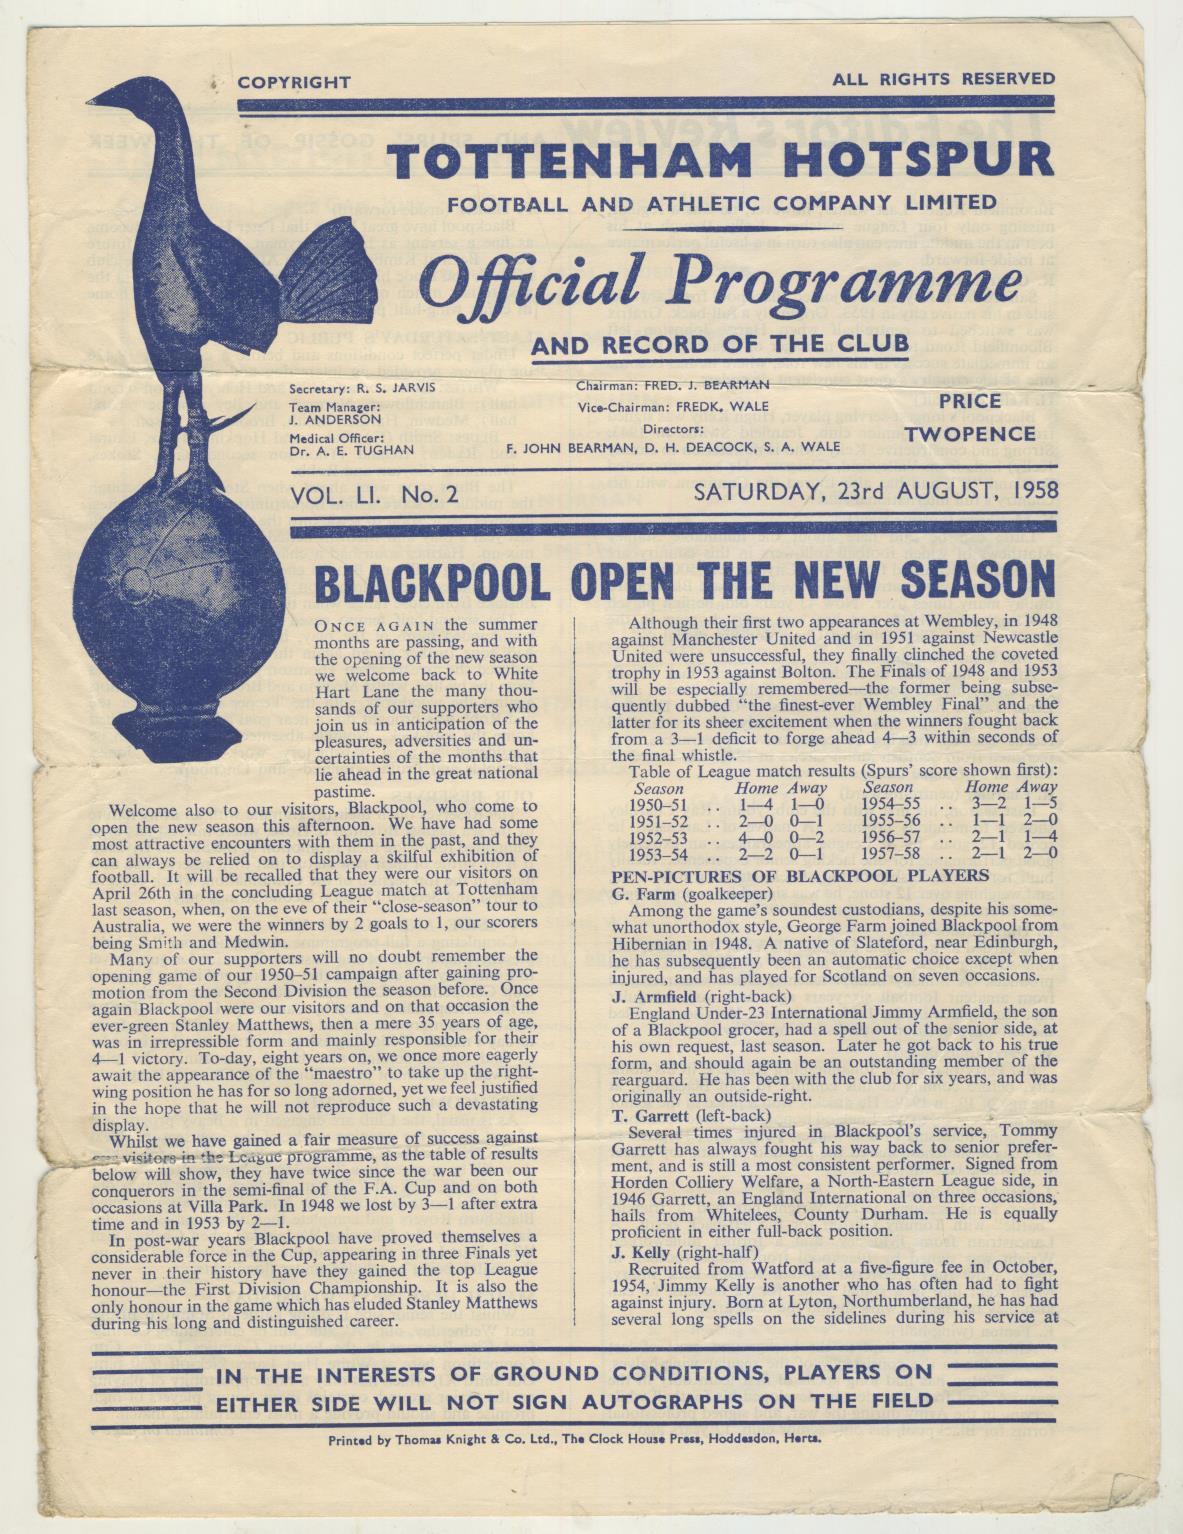 COPYRIGHT
ALL RIGHTS RESERVED
TOTTENHAM HOTSPUR
FOOTBALL AND ATHLETIC COMPANY LIMITED
Official Programme
AND RECORD OF THE CLUB
Secretary: R. S. JARVIS
Team Manager:
J. ANDERSON
Medical Officer:
Dr. A. E. TUGHAN
Chairman: FRED. J. BEARMAN
Vice-Chairman: FREDK. WALE
Directors:
F. JOHN BEARMAN, D. H. DEACOCK, S. A. WALE
PRICE
TWOPENCE
VOL. LI. No. 2
SATURDAY, 23rd AUGUST, 1958
BLACKPOOL OPEN THE NEW SEASON
ONCE AGAIN the summer
months are passing, and with
the opening of the new season
we welcome back to White
Hart Lane the many thou-
sands of our supporters who
join us in anticipation of the
pleasures, adversities and un-
certainties of the months that
lie ahead in the great national
pastime.
Welcome also to our visitors, Blackpool, who come to
open the new season this afternoon. We have had some
most attractive encounters with them in the past, and they
can always be relied on to display a skilful exhibition of
football. It will be recalled that they were our visitors on
April 26th in the concluding League match at Tottenham
last season, when, on the eve of their "close-season" tour to
Australia, we were the winners by 2 goals to 1, our scorers
being Smith and Medwin.
Many of our supporters will no doubt remember the
opening game of our 1950-51 campaign after gaining pro-
motion from the Second Division the season before. Once
again Blackpool were our visitors and on that occasion the
ever-green Stanley Matthews, then a mere 35 years of age,
was in irrepressible form and mainly responsible for their
4—1 victory. To-day, eight years on, we once more eagerly
await the appearance of the "maestro" to take up the right-
wing position he has for so long adorned, yet we feel justified
in the hope that he will not reproduce such a devastating
display.
Whilst we have gained a fair measure of success against
visitors in the League programme, as the table of results
below will show, they have twice since the war been our
conquerors in the semi-final of the F.A. Cup and on both
occasions at Villa Park. In 1948 we lost by 3—1 after extra
time and in 1953 by 2—1.
In post-war years Blackpool have proved themselves a
considerable force in the Cup, appearing in three Finals yet
never in their history have they gained the top League
honour—the First Division Championship. It is also the
only honour in the game which has eluded Stanley Matthews
during his long and distinguished career.
Although their first two appearances at Wembley, in 1948
against Manchester United and in 1951 against Newcastle
United were unsuccessful, they finally clinched the coveted
trophy in 1953 against Bolton. The Finals of 1948 and 1953
will be especially remembered—the former being subse-
quently dubbed "the finest-ever Wembley Final" and the
latter for its sheer excitement when the winners fought back
from a 3—1 deficit to forge ahead 4—3 within seconds of
the final whistle.
Table of League match results (Spurs' score shown first):
Season Home Away Season Home Away
1950-51 .. 1—4 1—0 1954-55 .. 3—2 1—5
1951-52 .. 2—0 0—1 1955-56 .. 1—1 2—0
1952-53 .. 4—0 0—2 1956-57 .. 2—1 1—4
1953-54 .. 2—2 0—1 1957-58 .. 2—1 2—0
PEN-PICTURES OF BLACKPOOL PLAYERS
G. Farm (goalkeeper)
Among the game's soundest custodians, despite his some-
what unorthodox style, George Farm joined Blackpool from
Hibernian in 1948. A native of Slateford, near Edinburgh,
he has subsequently been an automatic choice except when
injured, and has played for Scotland on seven occasions.
J. Armfield (right-back)
England Under-23 International Jimmy Armfield, the son
of a Blackpool grocer, had a spell out of the senior side, at
his own request, last season. Later he got back to his true
form, and should again be an outstanding member of the
rearguard. He has been with the club for six years, and was
originally an outside-right.
T. Garrett (left-back)
Several times injured in Blackpool's service, Tommy
Garrett has always fought his way back to senior prefer-
ment, and is still a most consistent performer. Signed from
Horden Colliery Welfare, a North-Eastern League side, in
1946 Garrett, an England International on three occasions,
hails from Whitelees, County Durham. He is equally
proficient in either full-back position.
J. Kelly (right-half)
Recruited from Watford at a five-figure fee in October,
1954, Jimmy Kelly is another who has often had to fight
against injury. Born at Lyton, Northumberland, he has had
several long spells on the sidelines during his service at
IN THE INTERESTS OF GROUND CONDITIONS, PLAYERS ON
EITHER SIDE WILL NOT SIGN AUTOGRAPHS ON THE FIELD
Printed by Thomas Knight & Co. Ltd., The Clock House Press, Hoddesdon, Herts.